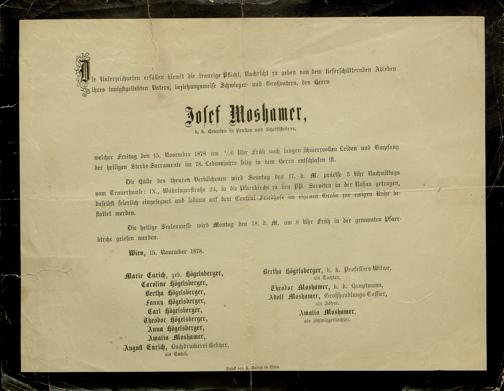 Die Unterzeichneten erfüllen hiemit die traurige Pflicht, Nachricht zu geben von dem tieferschütternden Ableben
ihres innigstgeliebten Vaters, beziehungsweise Schwieger- und Großvaters, des Herrn
Josef Moshamer,
k. k. Beamten in Pension und
welcher Freitag den 15. November 1878 um Uhr Früh nach langen schmerzvollen Leiden und Empfang
der heiligen Sterbe-Sacramente im 78. Lebensjahre selig in dem Herrn entschlafen ist.
Die Hülle des theuren Verblichenen wird Sonntag den 17. d. M. präcise 3 Uhr Nachmittags
vom Trauerhause: IX., Währingerstraße 24, in die Pfarrkirche zu den PP. Serviten in der Roßau getragen,
daselbst feierlich eingesegnet und sodann auf dem Central-Friedhofe im eigenen Grabe zur ewigen Ruhe be-
stattet werden.
Die heilige Seelenmesse wird Montag den 18. d. M. um 8 Uhr Früh in der genannten Pfarr-
kirche gelesen werden.
Wien, 15. November 1878.
Marie Eurich, geb. Högelsberger,
Caroline Högelsberger,
Bertha Högelsberger,
Fanny Högelsberger,
Carl Högelsberger,
Theodor Högelsberger,
Anna Högelsberger,
Amalia Moshamer,
August Eurich, Buchdruckerei-Besitzer,
als Enkel.
Bertha Högelsberger, k. k. Professors-Witwe,
als Tochter,
Theodor Moshamer, k. k. Hauptmann,
Adolf Moshamer, Großhandlungs-Cassier,
als Söhne.
Amalia Moshamer,
als Schwiegertochter.
Druck von A. Eurich in Wien.